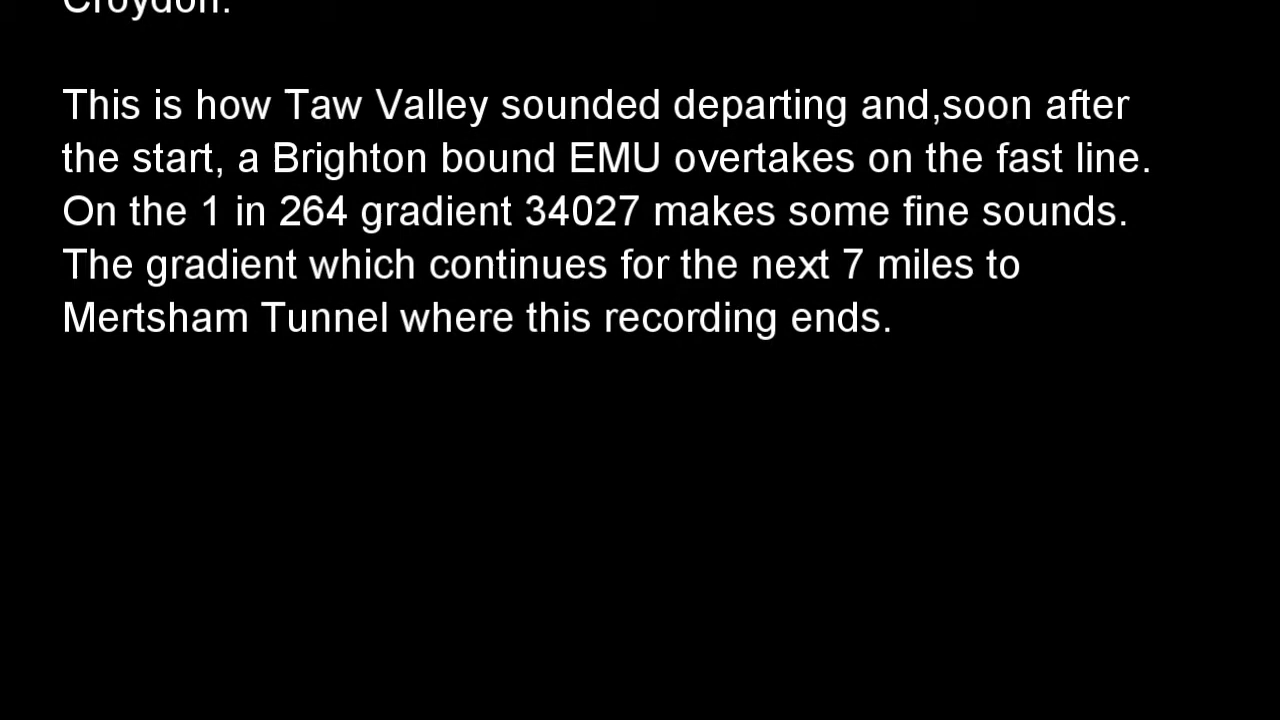 Croydon.
This is how Taw Valley sounded departing and,soon after
the start, a Brighton bound EMU overtakes on the fast line.
On the 1 in 264 gradient 34027 makes some fine sounds.
The gradient which continues for the next 7 miles to
Mertsham Tunnel where this recording ends.